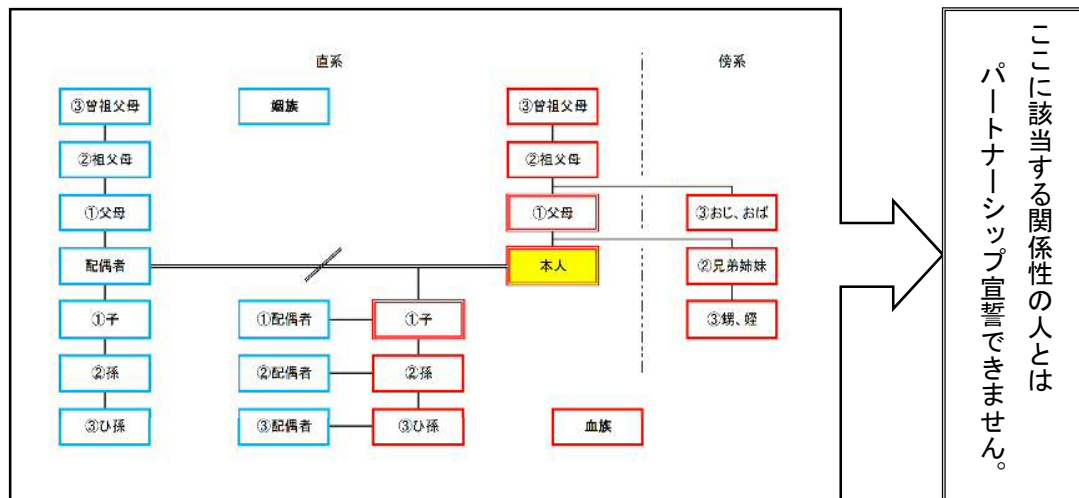 直系
傍系
③曾祖父母
姻族
③曾祖父母
②祖父母
②祖父母
①父母
①父母
③おじ、おば
配偶者
本人
②兄弟姉妹
①子
①配偶者
①子
③甥、姪
②孫
②配偶者
②孫
③ひ孫
③配偶者
③ひ孫
血族
ここに該当する関係性の人とは
パートナーシップ宣誓できません。